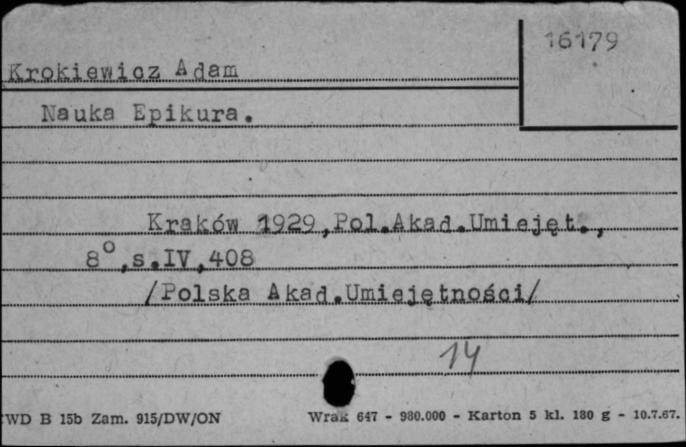 16179
Krokiewicz Adam
Nauka Epikura.
Kraków 1929,Pol.Akad.Umiejęt.,
8°,s.IV,408
/Polska Akad.Umiejętności/
14
WD B 15b Zam. 915/DW/ON Wrak 647 - 980.000 - Karton 5 kl. 180 g - 10.7.67.